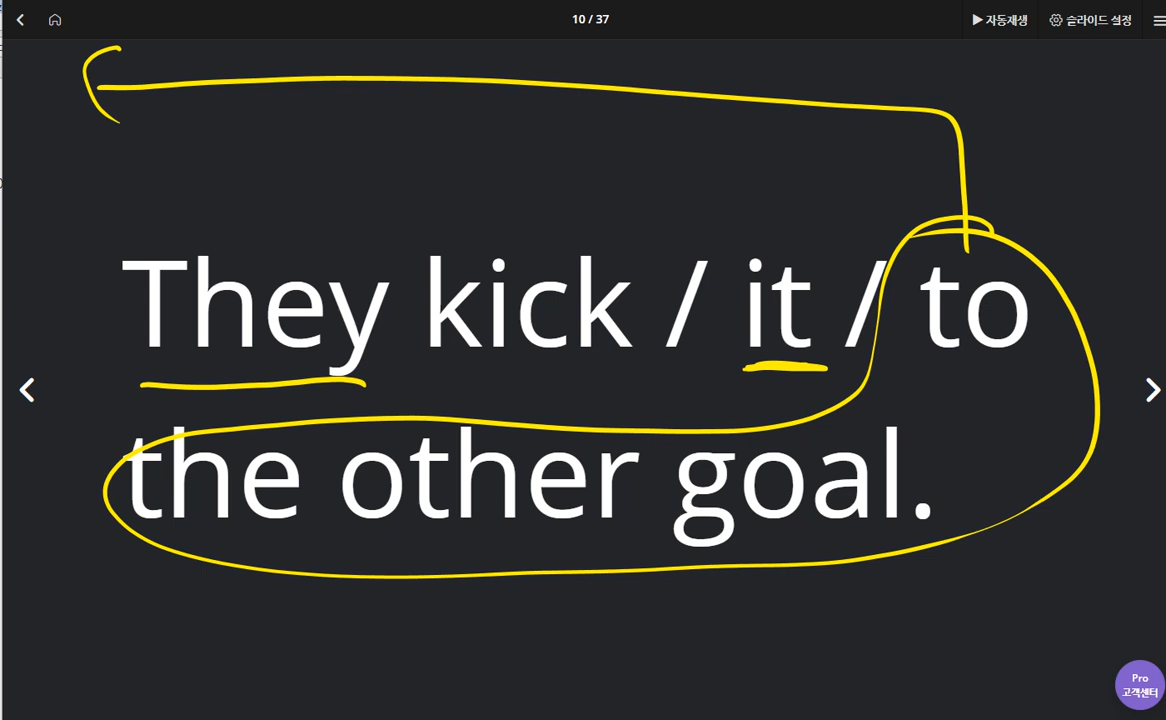 10 / 37
▶ 자동재생
슬라이드 설정
They kick / it / to
the other goal.
Pro
고객센터